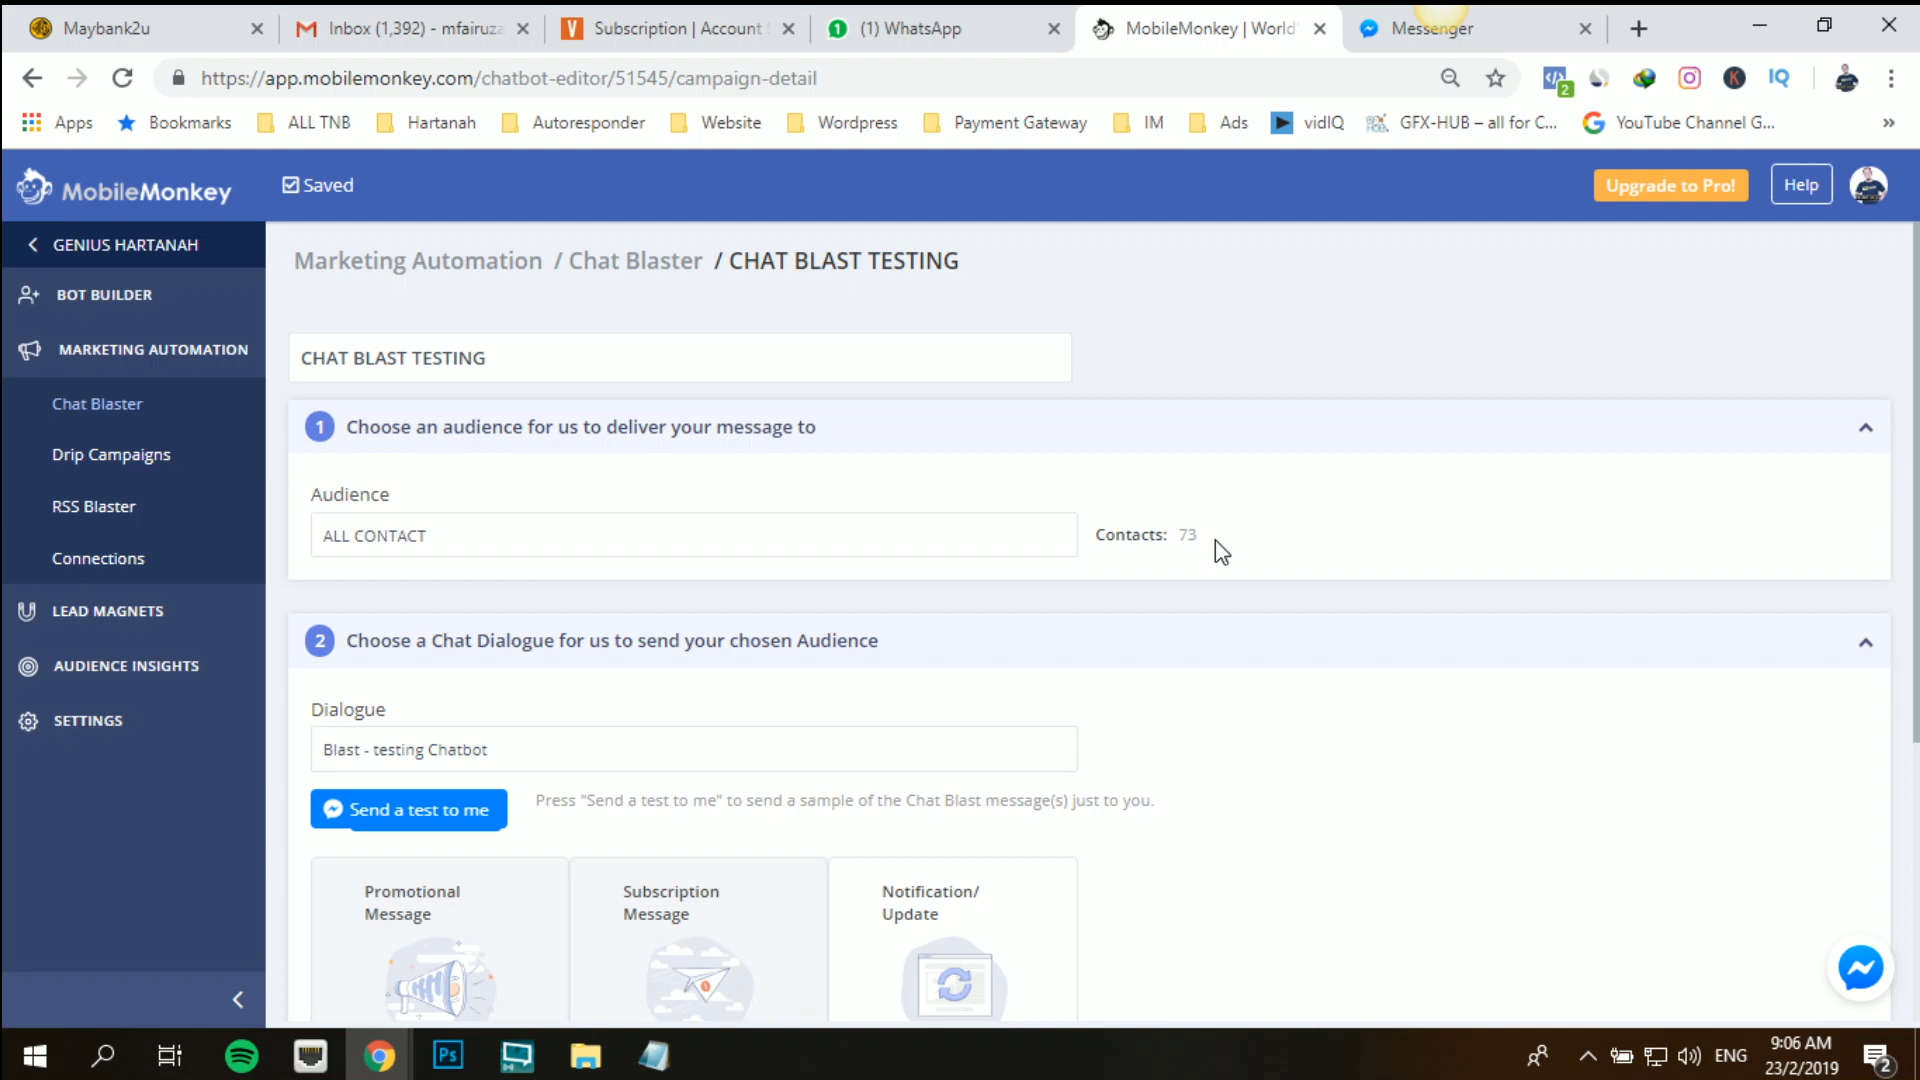 Maybank2u
Inbox (1,392) - mfairuza
Subscription | Account
(1) WhatsApp
MobileMonkey | World'
Messenger
https://app.mobilemonkey.com/chatbot-editor/51545/campaign-detail
2
IQ
Apps
Bookmarks
ALL TNB
Hartanah
Autoresponder
Website
Wordpress
Payment Gateway
IM
Ads
vidIQ
GFX-HUB – all for C...
YouTube Channel G...
»
MobileMonkey
Saved
Upgrade to Pro!
Help
GENIUS HARTANAH
BOT BUILDER
MARKETING AUTOMATION
Chat Blaster
Drip Campaigns
RSS Blaster
Connections
LEAD MAGNETS
AUDIENCE INSIGHTS
SETTINGS
Marketing Automation / Chat Blaster / CHAT BLAST TESTING
CHAT BLAST TESTING
1 Choose an audience for us to deliver your message to
Audience
ALL CONTACT
Contacts: 73
2 Choose a Chat Dialogue for us to send your chosen Audience
Dialogue
Blast - testing Chatbot
Send a test to me
Press "Send a test to me" to send a sample of the Chat Blast message(s) just to you.
Promotional
Message
Subscription
Message
Notification/
Update
Ps
ENG
9:06 AM
23/2/2019
2